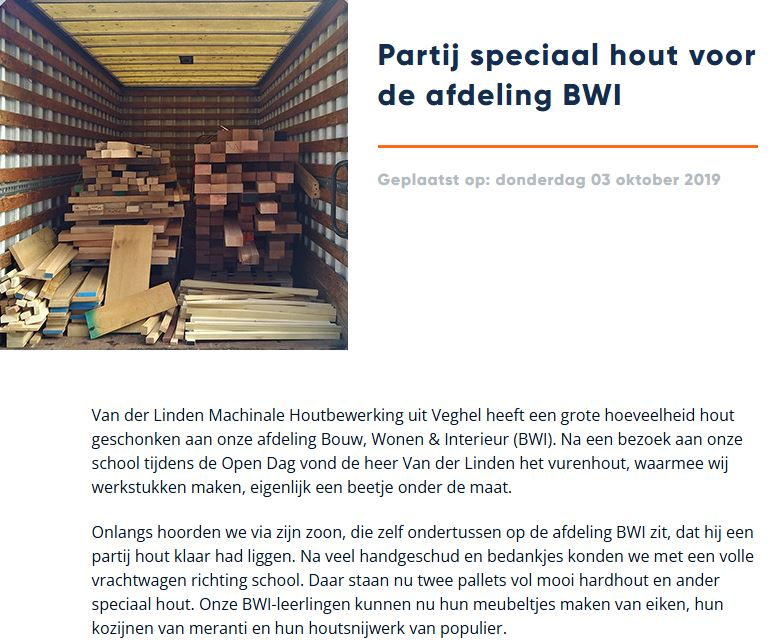 Partij speciaal hout voor
de afdeling BWI
Geplaatst op: donderdag 03 oktober 2019
Van der Linden Machinale Houtbewerking uit Veghel heeft een grote hoeveelheid hout
geschonken aan onze afdeling Bouw, Wonen & Interieur (BWI). Na een bezoek aan onze
school tijdens de Open Dag vond de heer Van der Linden het vurenhout, waarmee wij
werkstukken maken, eigenlijk een beetje onder de maat.
Onlangs hoorden we via zijn zoon, die zelf ondertussen op de afdeling BWI zit, dat hij een
partij hout klaar had liggen. Na veel handgeschud en bedankjes konden we met een volle
vrachtwagen richting school. Daar staan nu twee pallets vol mooi hardhout en ander
speciaal hout. Onze BWI-leerlingen kunnen nu hun meubeltjes maken van eiken, hun
kozijnen van meranti en hun houtsnijwerk van populier.